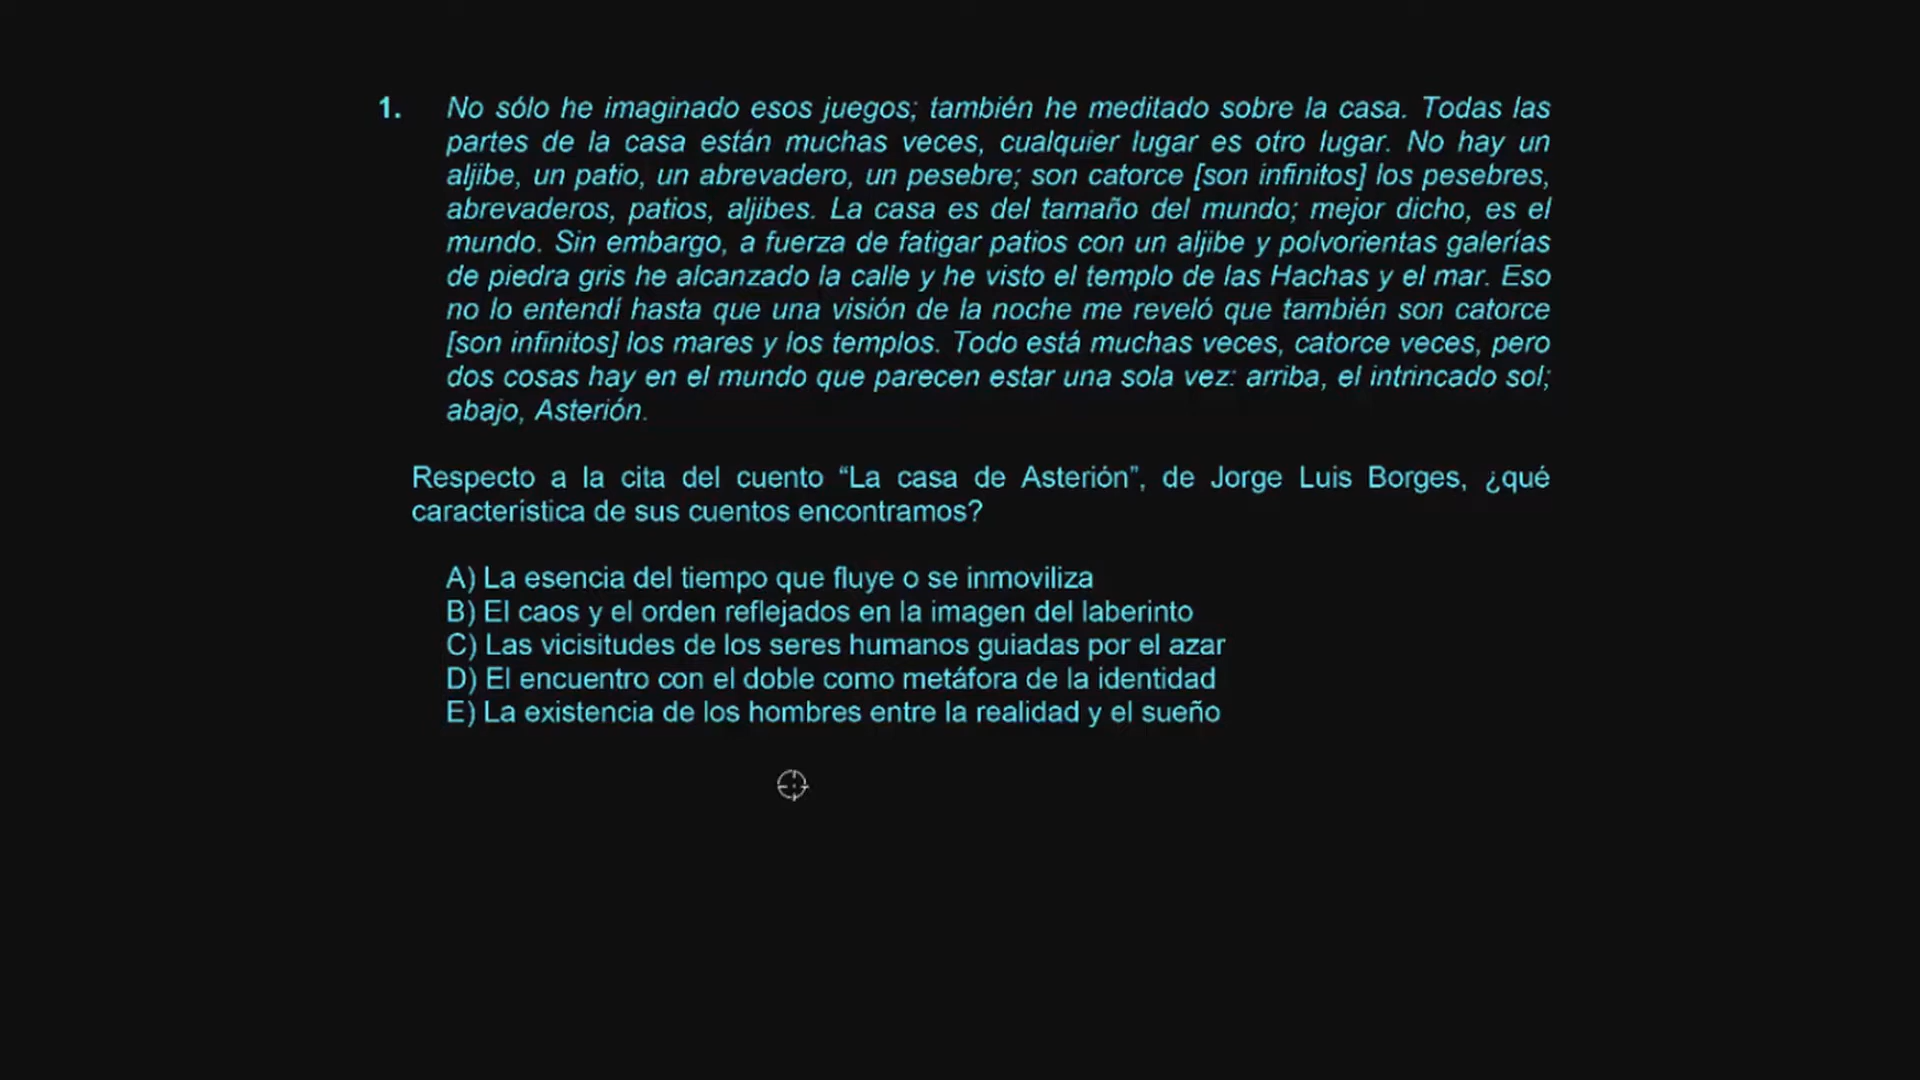 1. No sólo he imaginado esos juegos; también he meditado sobre la casa. Todas las
partes de la casa están muchas veces, cualquier lugar es otro lugar. No hay un
aljibe, un patio, un abrevadero, un pesebre; son catorce [son infinitos] los pesebres,
abrevaderos, patios, aljibes. La casa es del tamaño del mundo; mejor dicho, es el
mundo. Sin embargo, a fuerza de fatigar patios con un aljibe y polvorientas galerías
de piedra gris he alcanzado la calle y he visto el templo de las Hachas y el mar. Eso
no lo entendí hasta que una visión de la noche me reveló que también son catorce
[son infinitos] los mares y los templos. Todo está muchas veces, catorce veces, pero
dos cosas hay en el mundo que parecen estar una sola vez: arriba, el intrincado sol;
abajo, Asterión.
Respecto a la cita del cuento “La casa de Asterión”, de Jorge Luis Borges, ¿qué
característica de sus cuentos encontramos?
A) La esencia del tiempo que fluye o se inmoviliza
B) El caos y el orden reflejados en la imagen del laberinto
C) Las vicisitudes de los seres humanos guiadas por el azar
D) El encuentro con el doble como metáfora de la identidad
E) La existencia de los hombres entre la realidad y el sueño